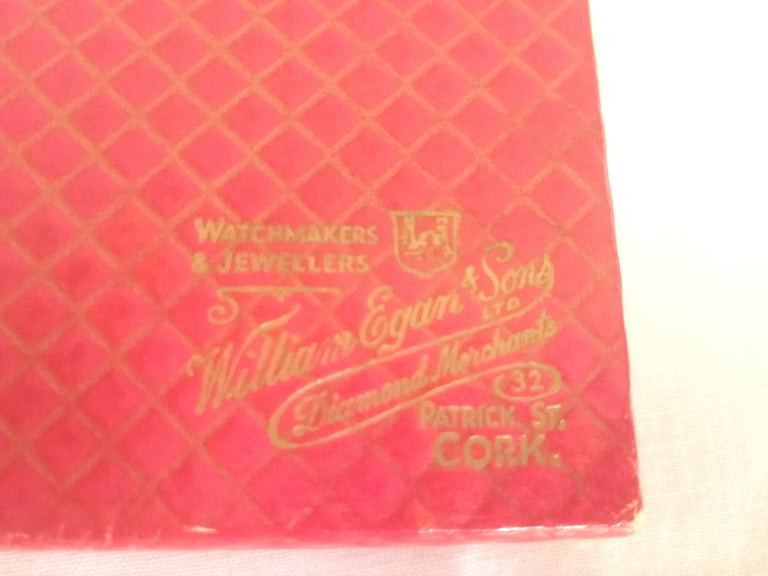 WATCHMAKERS
& JEWELLERS
William Egan & Sons
LTD
Diamond Merchants
32
PATRICK ST.
CORK.